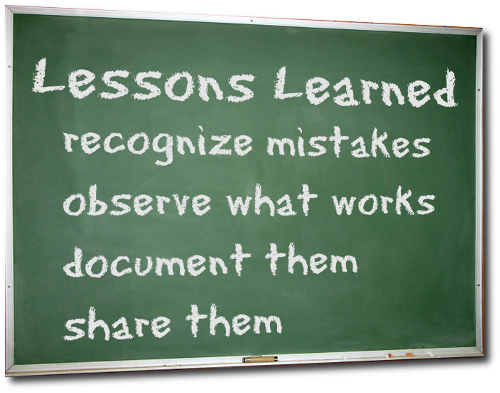 Lessons Learned
recognize mistakes
observe what works
document them
share them